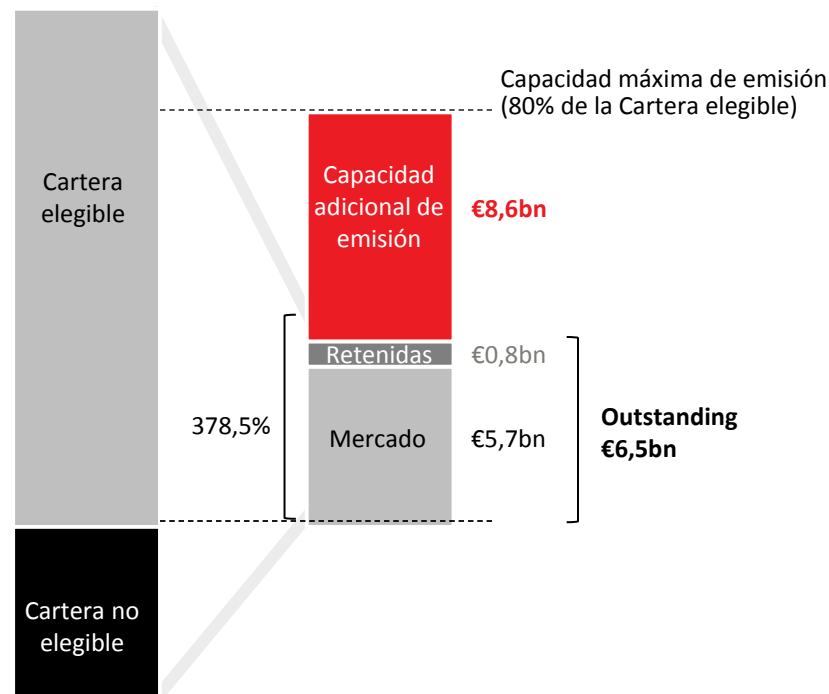 Capacidad máxima de emisión
(80% de la Cartera elegible)
Cartera
elegible
Capacidad
adicional de
emisión
€8,6bn
Retenidas
€0,8bn
378,5%
Mercado
€5,7bn
Outstanding
€6,5bn
Cartera no
elegible